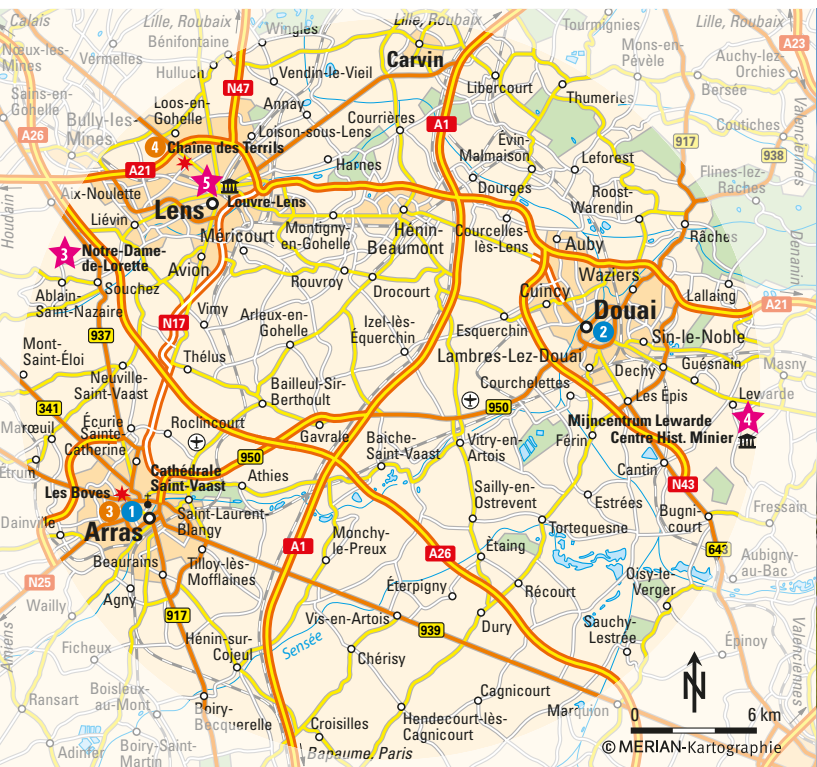 Calais
Lille, Roubaix
Lille, Roubaix
Lille, Roubaix
Tourmignies
Wingles
Bénifontaine
Nœux-les-
Mines
Vermelles
Hulluch
Carvin
Mons-en-
Pévèle
A23
Auchy-lez-
Orchies
Vendin-le-Vieil
N47
Libercourt
Thumeries
Bersée
Sains-en-
Gohelle
Loos-en-
Gohelle
Annay
Courrières
A1
Coutiches
Valenciennes
Bully-les-
Mines
A26
Loison-sous-Lens
Évin-
Malmaison
917
938
4
Chaîne des Terrils
Harnes
Leforest
A21
5
Dourges
Flines-lez-
Raches
Aix-Noulette
Louvre-Lens
Roost-
Warendin
Houdain
Liévin
Lens
Montigny-
en-Gohelle
Hénin-
Beaumont
Courcelles-
lès-Lens
Râches
Méricourt
Auby
Denanin
3
Notre-Dame-
de-Lorette
Avion
Waziers
Souchez
Rouvroy
Drocourt
Cuincy
Lallaing
A21
Ablain-
Saint-Nazaire
Vimy
Douai
N17
Arleux-en-
Gohelle
Izel-lès-
Équerchin
Esquerchin
2
Sin-le-Noble
937
Mont-
Saint-Éloi
Thélus
Lambres-Lez-Douai
Guesnain
Masny
Dechy
Neuville-
Saint-Vaast
Bailleul-Sir-
Berthoult
Courchelettes
Lewarde
341
950
Les Épis
4
Maroeuil
Écurie
Sainte-
Catherine
Roclincourt
Gavrale
Baiche-
Saint-Vaast
Vitry-en-
Artois
Férin
Mijncentrum Lewarde
Centre Hist. Minier
Étrun
950
Cathédrale
Saint-Vaast
Athies
Cantin
N43
Les Boves
Sailly-en-
Ostrevent
Estrées
Bugni-
court
Fressain
Dainville
3
1
Arras
Saint-Laurent-
Blangy
Monchy-
le-Preux
Tortequesne
A1
A26
Ètaing
643
Aubigny-
au-Bac
Beaurains
Tilloy-lès-
Mofflaines
N25
Oisy-le-
Verger
Agny
Éterpigny
Récourt
Wailly
917
Vis-en-Artois
939
Dury
Sauchy-
Lestrée
Amiens
Ficheux
Hénin-sur-
Cojeul
Sensée
Chérisy
Épinoy
Valenciennes
Ransart
Boisleux-
au-Mont
Boiry-
Becquerelle
Cagnicourt
Marquion
N
0
6 km
Adinfer
Boiry-Saint-
Martin
Croisilles
Hendecourt-lès-
Cagnicourt
Bapaume, Paris
© MERIAN-Kartographie